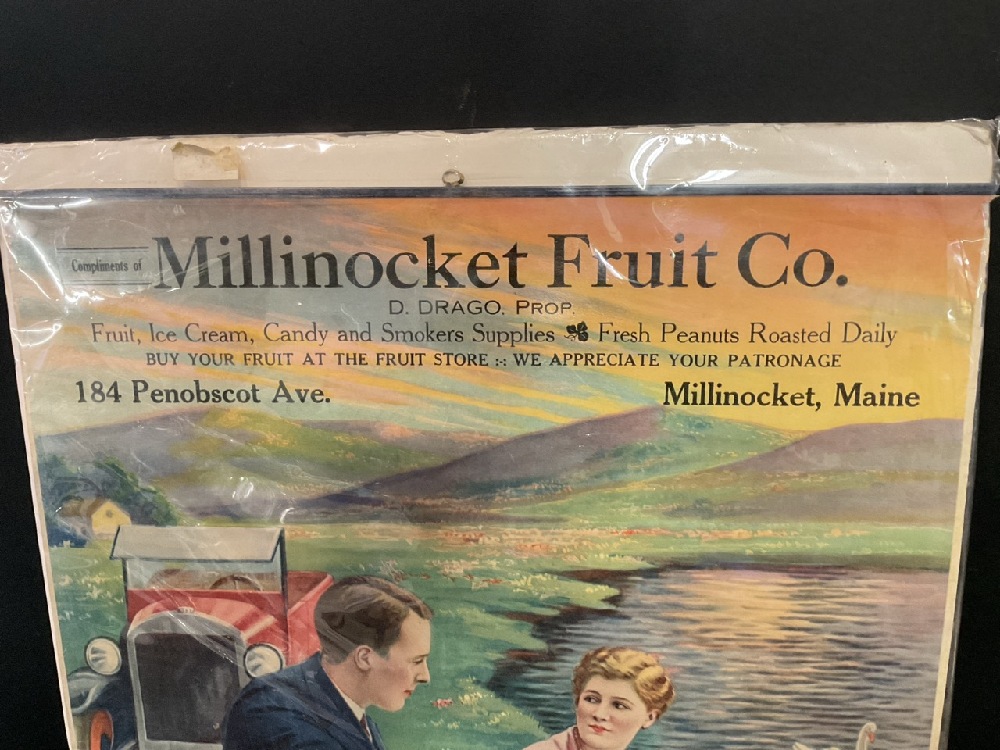 Compliments of Millinocket Fruit Co.
D. DRAGO, PROP.
Fruit, Ice Cream, Candy and Smokers Supplies ☘ Fresh Peanuts Roasted Daily
BUY YOUR FRUIT AT THE FRUIT STORE :-: WE APPRECIATE YOUR PATRONAGE
184 Penobscot Ave. Millinocket, Maine